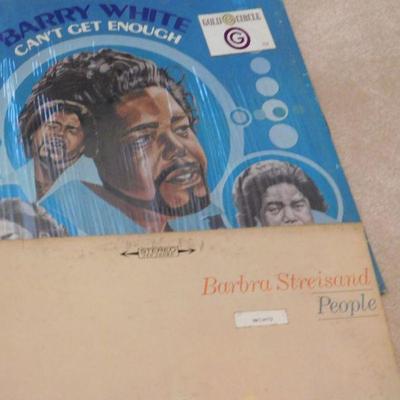 BARRY WHITE
CAN'T GET ENOUGH
GOLD CIRCLE
G
STEREO
Barbra Streisand
People